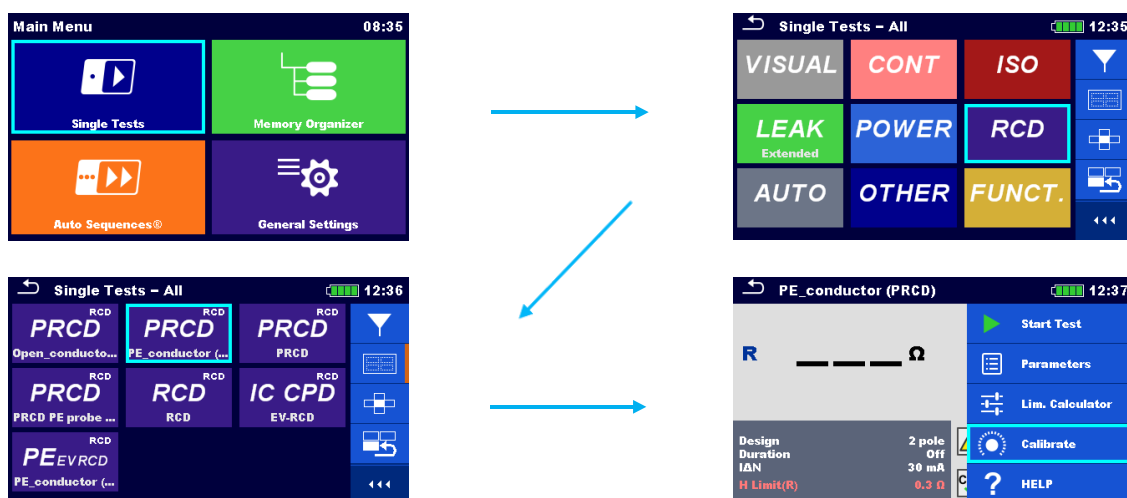 Main Menu 08:35
Single Tests
Memory Organizer
Auto Sequences®
General Settings
Single Tests – All 12:35
VISUAL CONT ISO
LEAK POWER RCD
Extended
AUTO OTHER FUNCT.
Single Tests – All 12:36
RCD RCD RCD
PRCD PRCD PRCD
Open_conducto... PE_conductor (... PRCD
RCD RCD RCD
PRCD RCD IC CPD
PRCD PE probe ... RCD EV-RCD
RCD
PE EVRCD
PE_conductor (...
PE_conductor (PRCD) 12:37
R ___ Ω
Design 2 pole
Duration Off
IΔN 30 mA
H Limit(R) 0.3 Ω
Start Test
Parameters
Lim. Calculator
Calibrate
? HELP